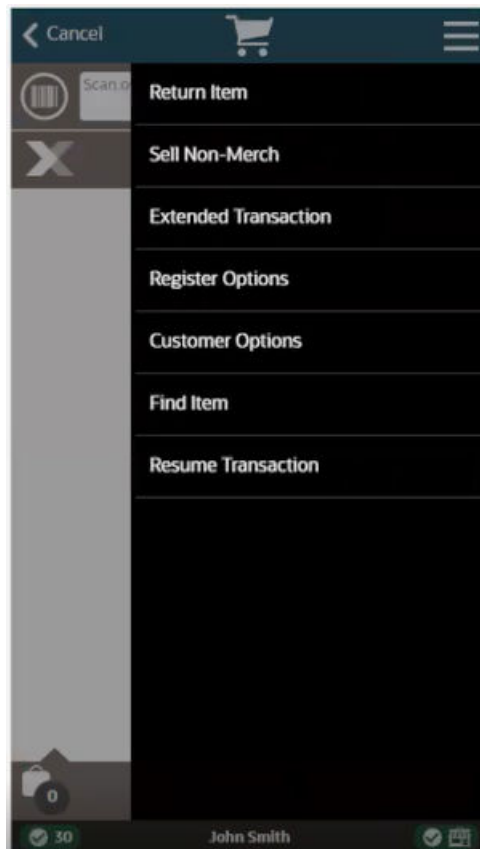 Cancel
Scan o
Return Item
Sell Non-Merch
Extended Transaction
Register Options
Customer Options
Find Item
Resume Transaction
0
30
John Smith